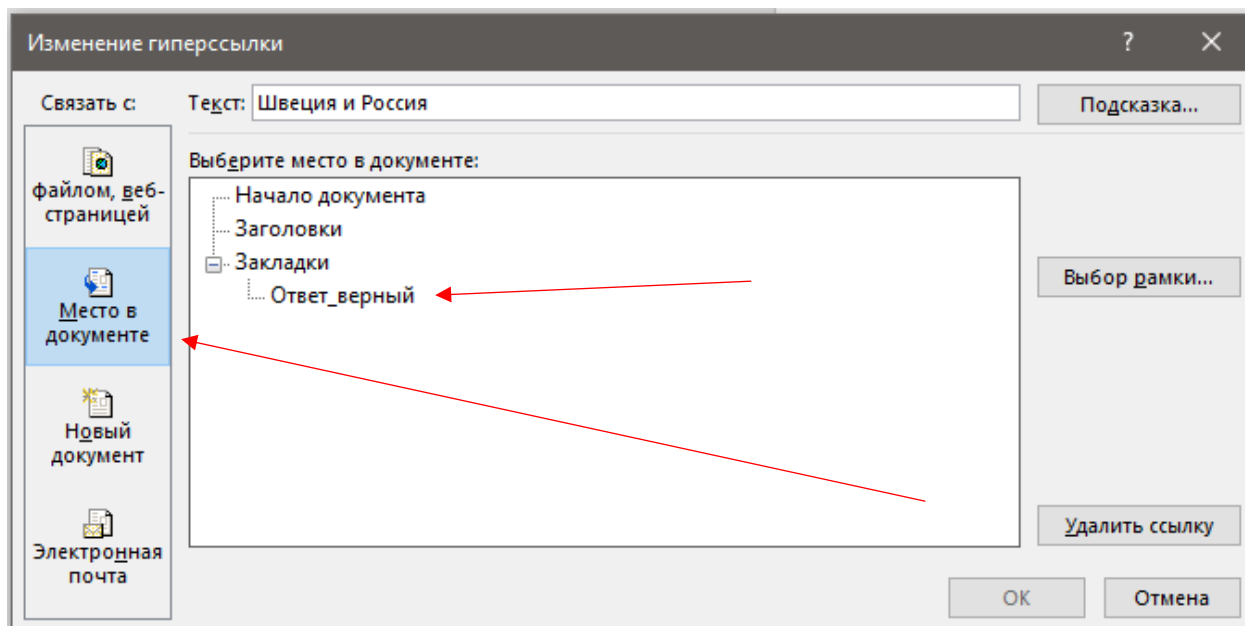 Изменение гиперссылки
?
Связать с:
Текст: Швеция и Россия
Подсказка...
файлом, веб-
страницей
Место в
документе
Новый
документ
Электронная
почта
Выберите место в документе:
Начало документа
Заголовки
Закладки
Ответ_верный
Выбор рамки...
Удалить ссылку
ОК
Отмена